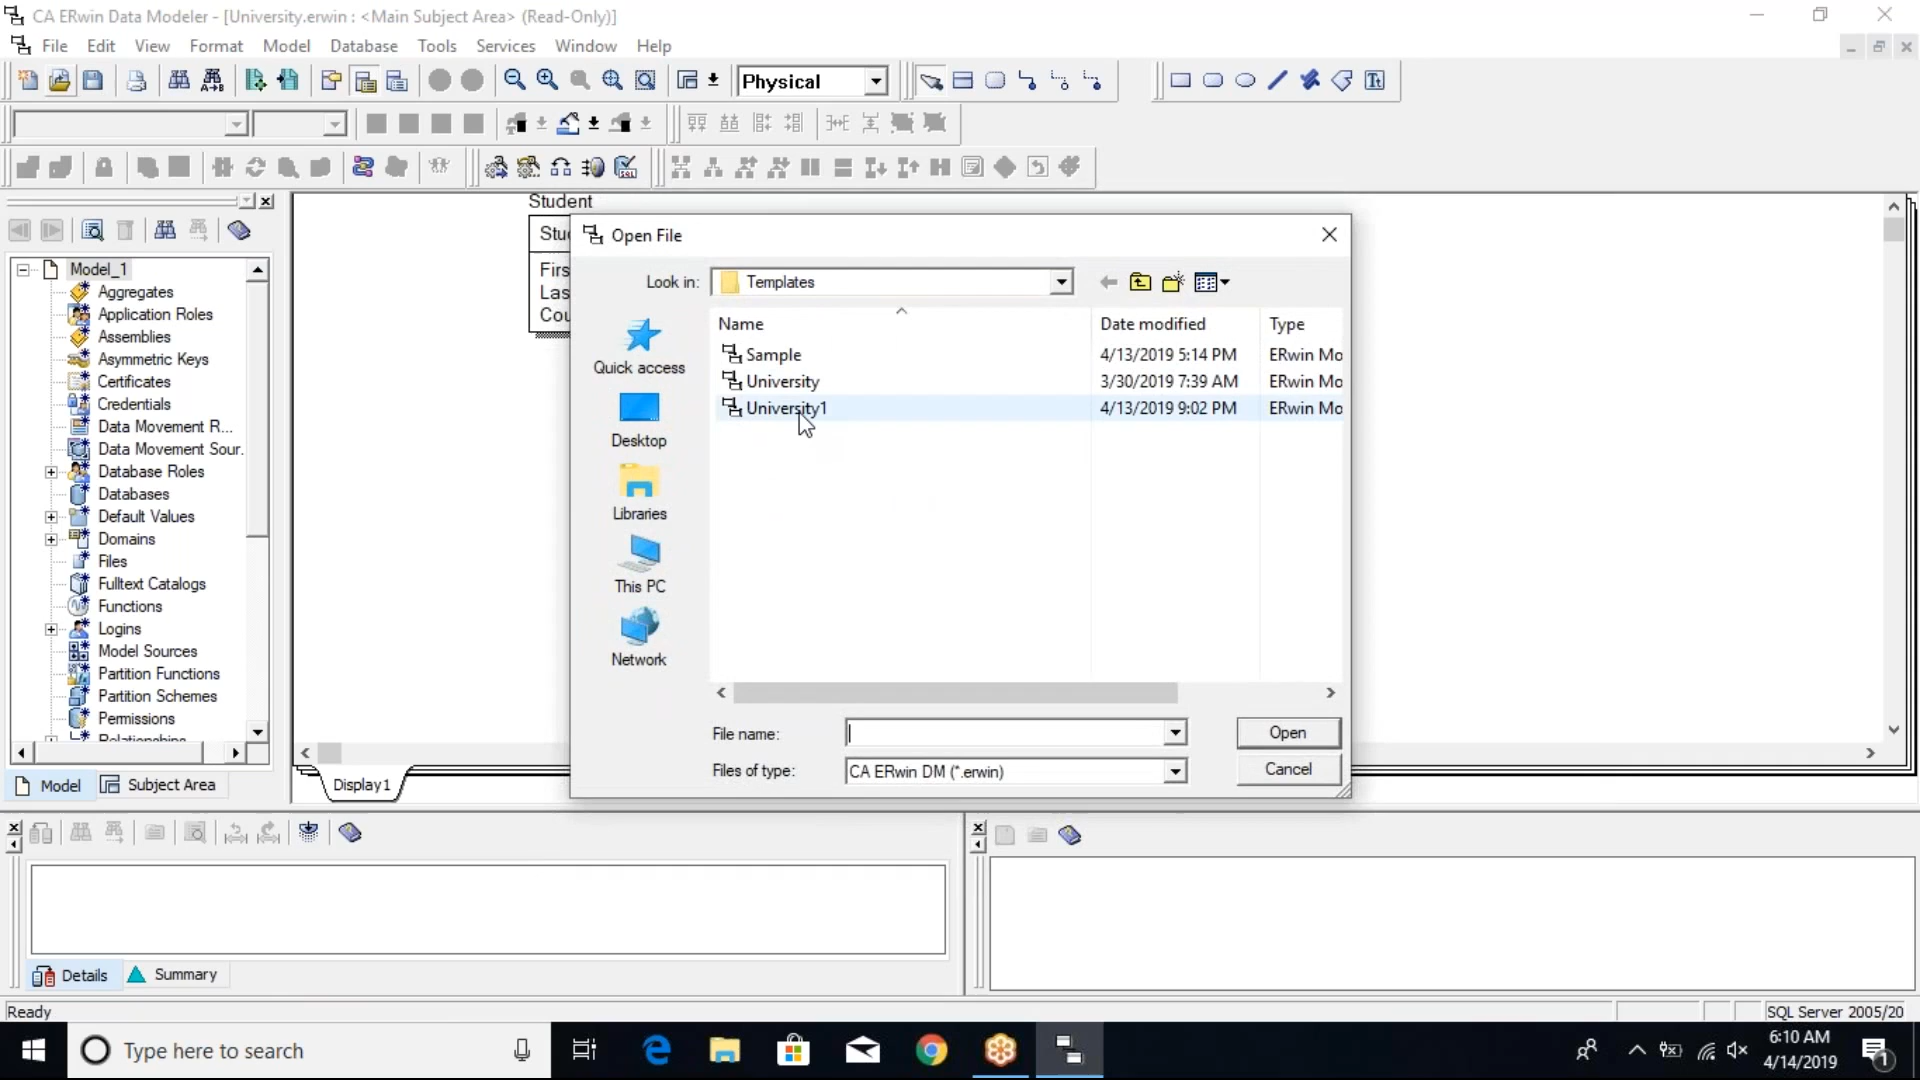 CA ERwin Data Modeler - [University.erwin : <Main Subject Area> (Read-Only)]
File Edit View Format Model Database Tools Services Window Help
Physical
Student
Model_1
Aggregates
Application Roles
Assemblies
Asymmetric Keys
Certificates
Credentials
Data Movement R...
Data Movement Sour.
Database Roles
Databases
Default Values
Domains
Files
Fulltext Catalogs
Functions
Logins
Model Sources
Partition Functions
Partition Schemes
Permissions
Relationships
Model Subject Area
Stu
Firs
Las
Cou
Display1
Open File
Look in: Templates
Quick access
Desktop
Libraries
This PC
Network
Name Date modified Type
Sample 4/13/2019 5:14 PM ERwin Mo
University 3/30/2019 7:39 AM ERwin Mo
University1 4/13/2019 9:02 PM ERwin Mo
File name: Open
Files of type: CA ERwin DM (*.erwin) Cancel
Details Summary
Ready SQL Server 2005/20
Type here to search
6:10 AM
4/14/2019
1